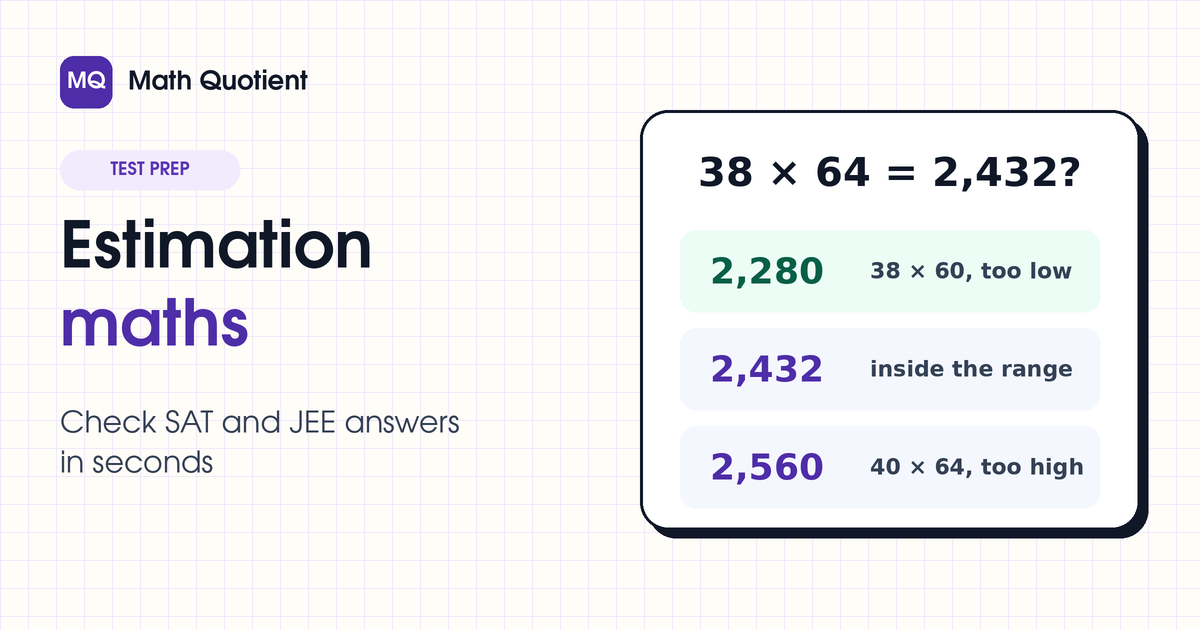 MQ Math Quotient
TEST PREP
Estimation
maths
Check SAT and JEE answers
in seconds
38 × 64 = 2,432?
2,280 38 × 60, too low
2,432 inside the range
2,560 40 × 64, too high